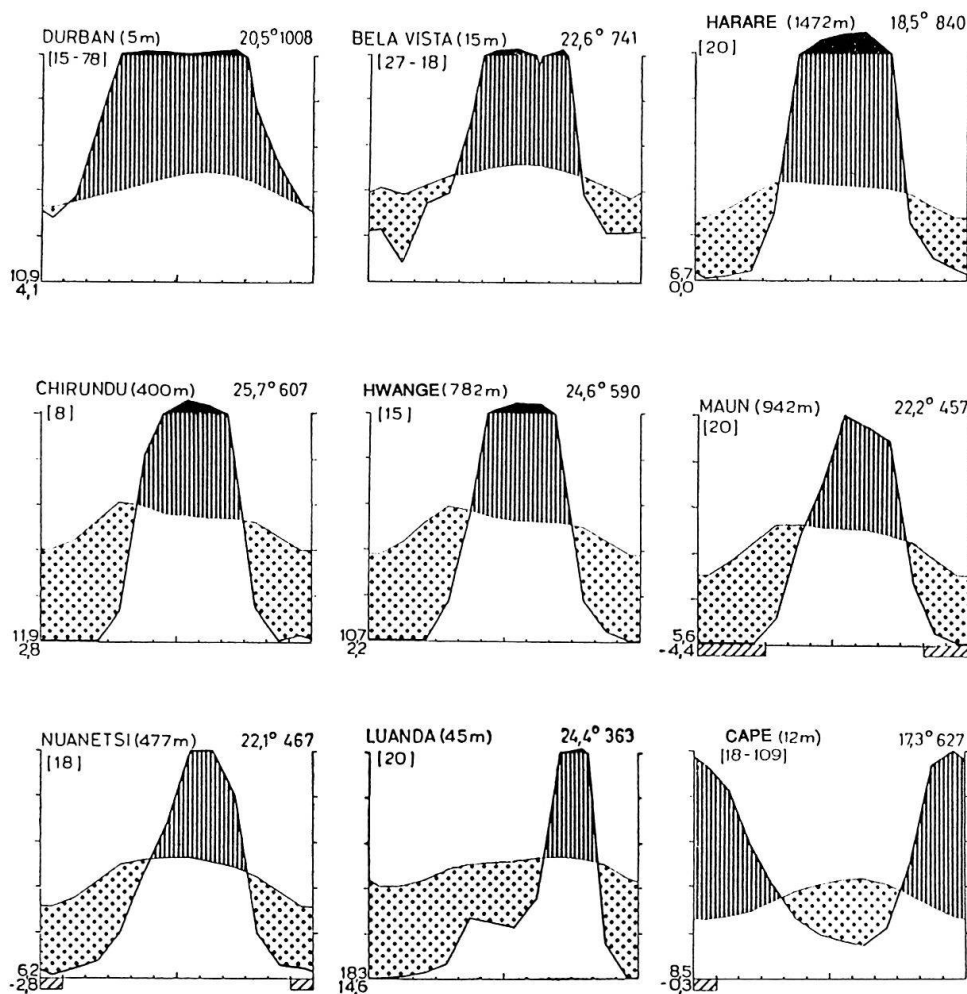 DURBAN (5m) 20,5° 1008
[15-78]
10,9
4,1
BELA VISTA (15m) 22,6° 741
[27-18]
HARARE (1472m) 18,5° 840
[20]
6,7
0,0
CHIRUNDU (400m) 25,7° 607
[8]
11,9
2,8
HWANGE (782m) 24,6° 590
[15]
10,7
2,2
MAUN (942m) 22,2° 457
[20]
5,6
-4,4
NUANETSI (477m) 22,1° 467
[18]
6,2
-2,8
LUANDA (45m) 24,4° 363
[20]
18,3
14,6
CAPE (12m) 17,3° 627
[18-109]
8,5
-0,3